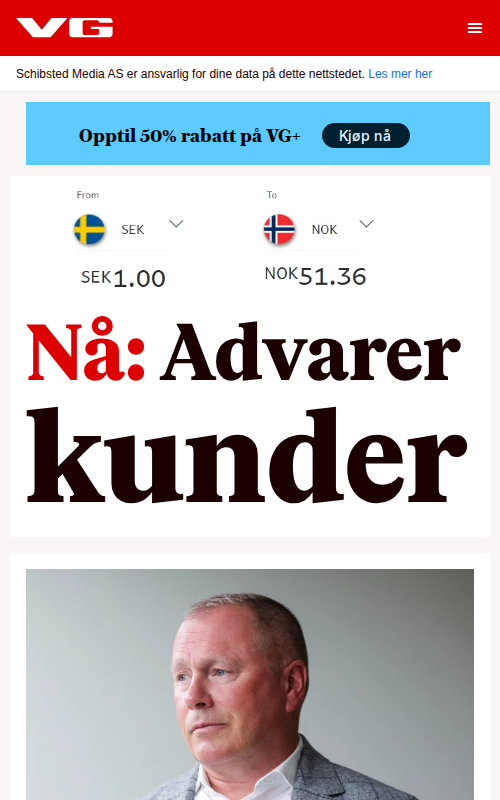 VG
Schibsted Media AS er ansvarlig for dine data på dette nettstedet. Les mer her
Opptil 50% rabatt på VG+ Kjøp nå
From To
SEK NOK
SEK1.00 NOK51.36
Nå: Advarer
kunder